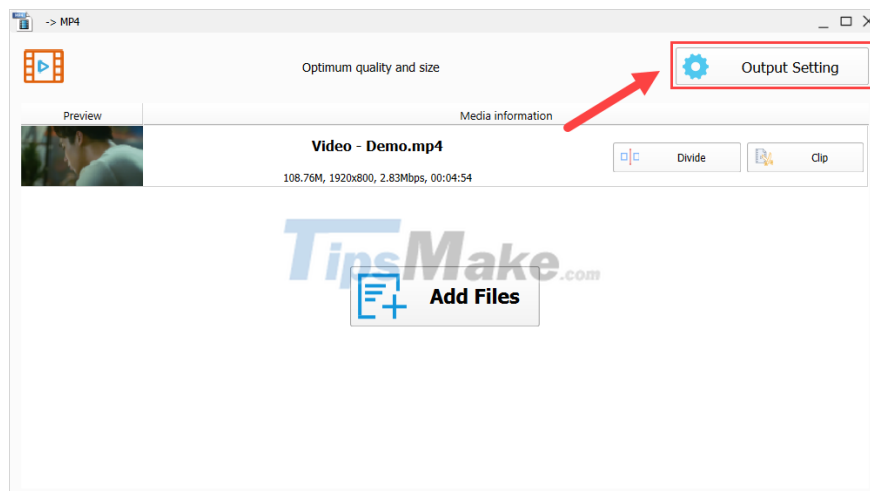 -> MP4
Optimum quality and size
Output Setting
Preview
Media information
Video - Demo.mp4
108.76M, 1920x800, 2.83Mbps, 00:04:54
Divide
Clip
TipsMake.com
Add Files